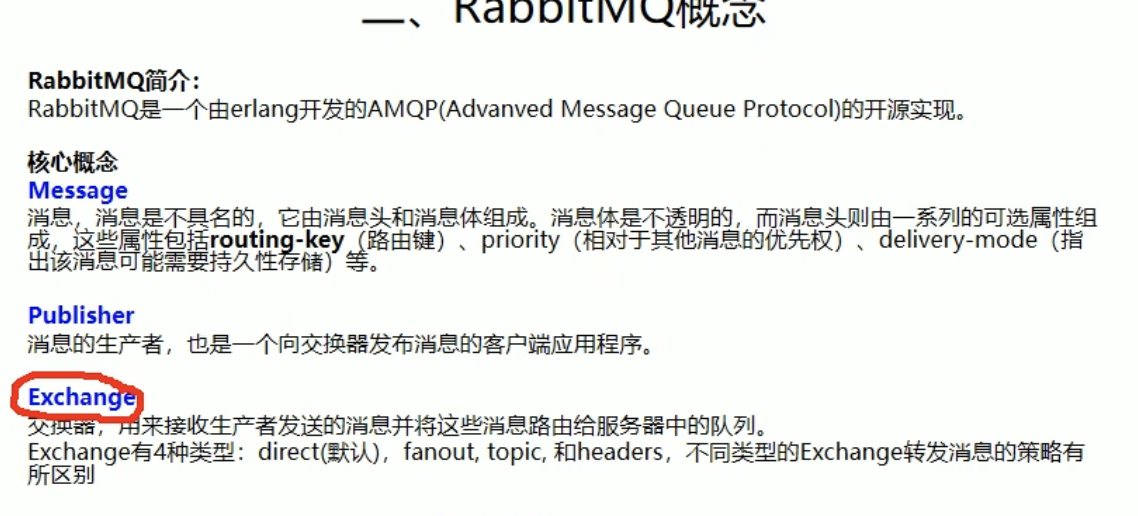 二、RabbitMQ概念
RabbitMQ简介：
RabbitMQ是一个由erlang开发的AMQP(Advanved Message Queue Protocol)的开源实现。
核心概念
Message
消息，消息是不具名的，它由消息头和消息体组成。消息体是不透明的，而消息头则由一系列的可选属性组
成，这些属性包括routing-key（路由键）、priority（相对于其他消息的优先权）、delivery-mode（指
出该消息可能需要持久性存储）等。
Publisher
消息的生产者，也是一个向交换器发布消息的客户端应用程序。
Exchange
交换器，用来接收生产者发送的消息并将这些消息路由给服务器中的队列。
Exchange有4种类型：direct(默认)，fanout, topic, 和headers，不同类型的Exchange转发消息的策略有
所区别